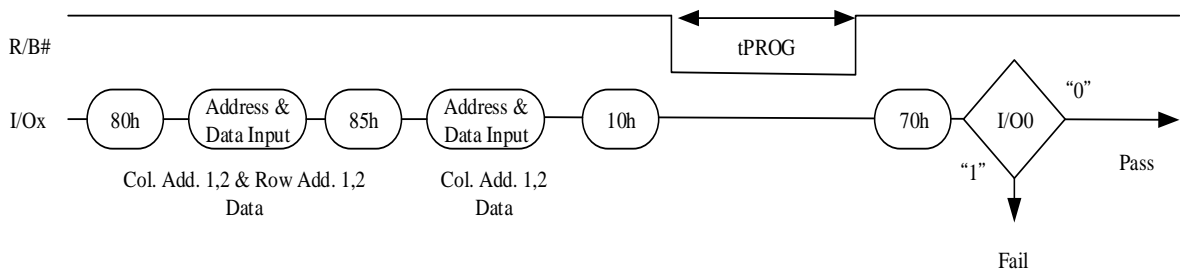 R/B#
tPROG
I/Ox
80h
Address &
Data Input
85h
Address &
Data Input
10h
70h
I/O0
“0”
“1”
Pass
Col. Add. 1,2 & Row Add. 1,2
Data
Col. Add. 1,2
Data
Fail